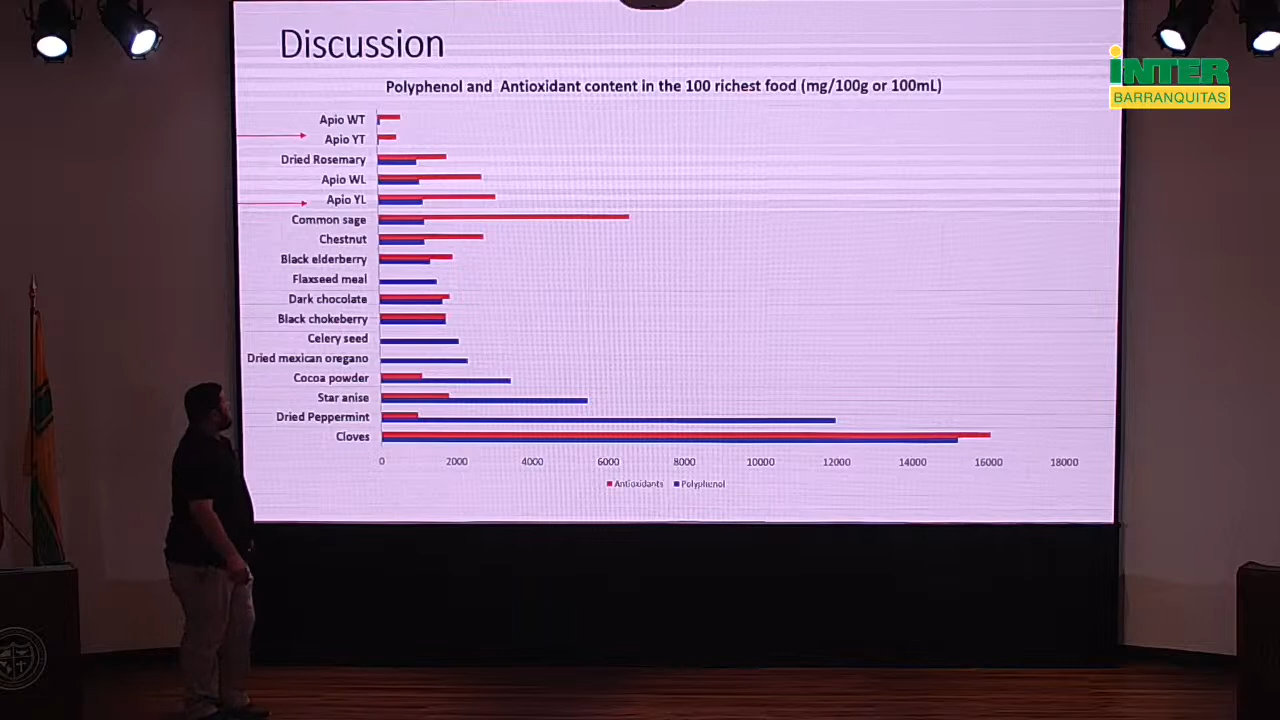 Discussion
Polyphenol and Antioxidant content in the 100 richest food (mg/100g or 100mL)
Apio WT
Apio YT
Dried Rosemary
Apio WL
Apio YL
Common sage
Chestnut
Black elderberry
Flaxseed meal
Dark chocolate
Black chokeberry
Celery seed
Dried mexican oregano
Cocoa powder
Star anise
Dried Peppermint
Cloves
0 2000 4000 6000 8000 10000 12000 14000 16000 18000
Antioxidants Polyphenol
INTER
BARRANQUITAS